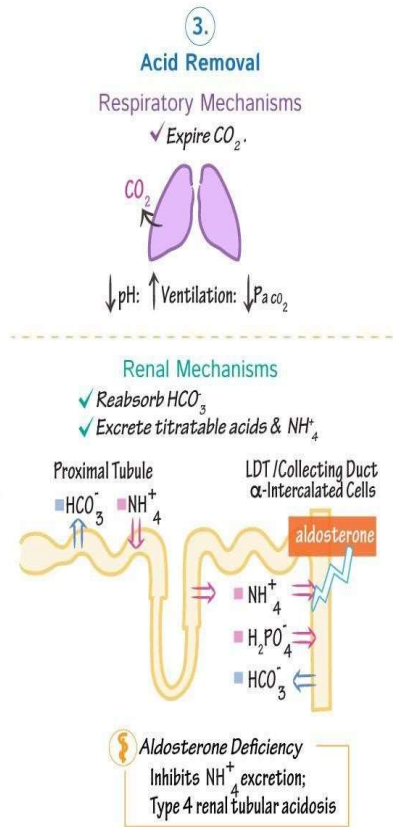 3.
Acid Removal
Respiratory Mechanisms
✓ Expire CO₂.
CO₂
↓pH: ↑Ventilation: ↓Paco₂
Renal Mechanisms
✓ Reabsorb HCO₃⁻
✓ Excrete titratable acids & NH₄⁺
Proximal Tubule
HCO₃⁻ NH₄⁺
LDT/Collecting Duct
α-Intercalated Cells
aldosterone
NH₄⁺
H₂PO₄⁻
HCO₃⁻
Aldosterone Deficiency
Inhibits NH₄⁺ excretion;
Type 4 renal tubular acidosis